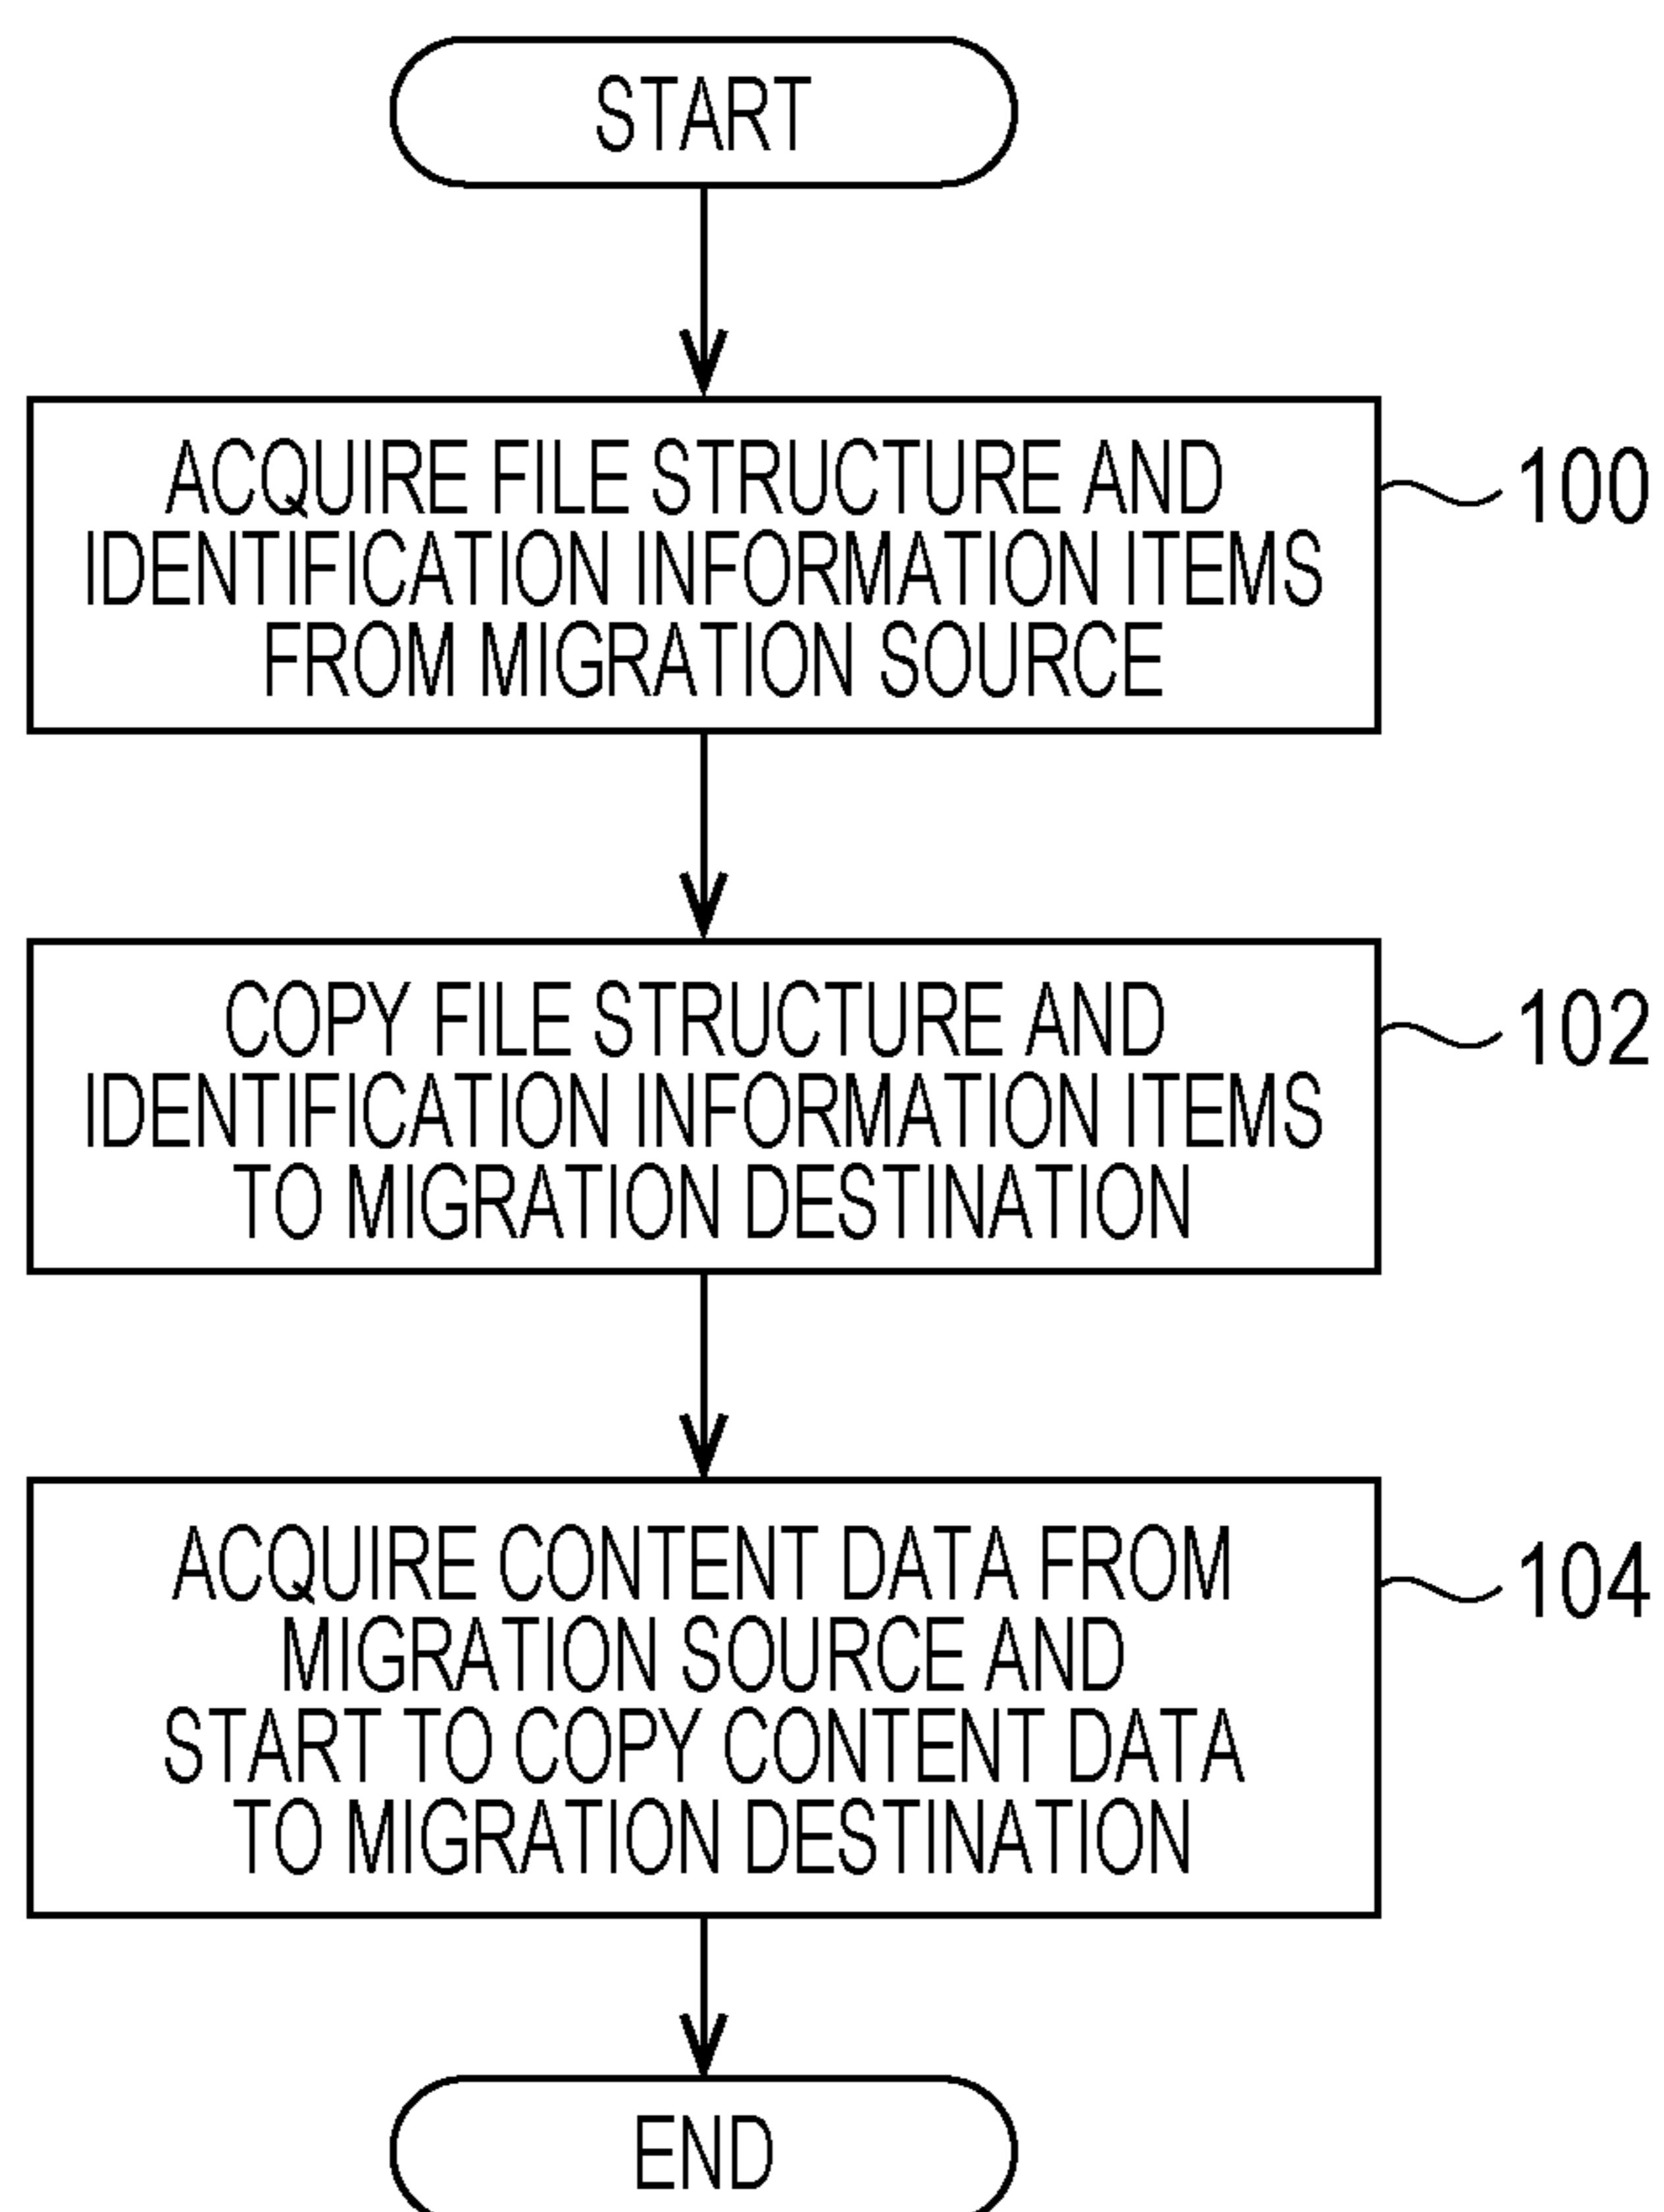 START
ACQUIRE FILE STRUCTURE AND
IDENTIFICATION INFORMATION ITEMS
FROM MIGRATION SOURCE
100
COPY FILE STRUCTURE AND
IDENTIFICATION INFORMATION ITEMS
TO MIGRATION DESTINATION
102
ACQUIRE CONTENT DATA FROM
MIGRATION SOURCE AND
START TO COPY CONTENT DATA
TO MIGRATION DESTINATION
104
END